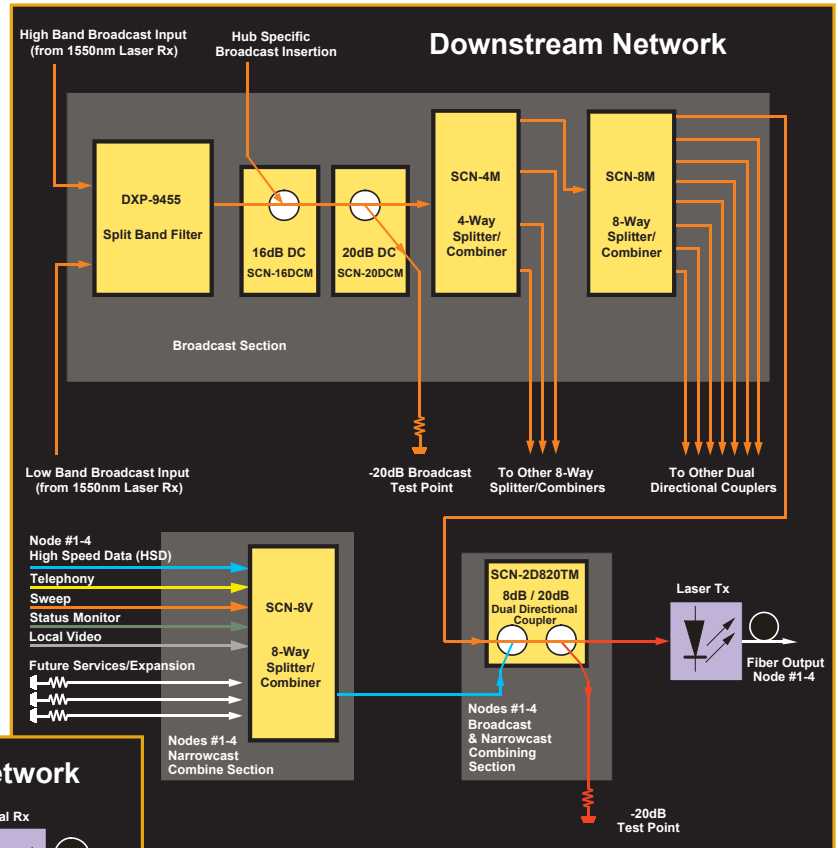 Downstream Network
High Band Broadcast Input
(from 1550nm Laser Rx)
Hub Specific
Broadcast Insertion
DXP-9455
Split Band Filter
16dB DC
SCN-16DCM
20dB DC
SCN-20DCM
SCN-4M
4-Way
Splitter/
Combiner
SCN-8M
8-Way
Splitter/
Combiner
Broadcast Section
Low Band Broadcast Input
(from 1550nm Laser Rx)
-20dB Broadcast
Test Point
To Other 8-Way
Splitter/Combiners
To Other Dual
Directional Couplers
Node #1-4
High Speed Data (HSD)
Telephony
Sweep
Status Monitor
Local Video
Future Services/Expansion
SCN-8V
8-Way
Splitter/
Combiner
Nodes #1-4
Narrowcast
Combine Section
SCN-2D820TM
8dB / 20dB
Dual Directional
Coupler
Nodes #1-4
Broadcast
& Narrowcast
Combining
Section
Laser Tx
Fiber Output
Node #1-4
-20dB
Test Point
etwork
al Rx